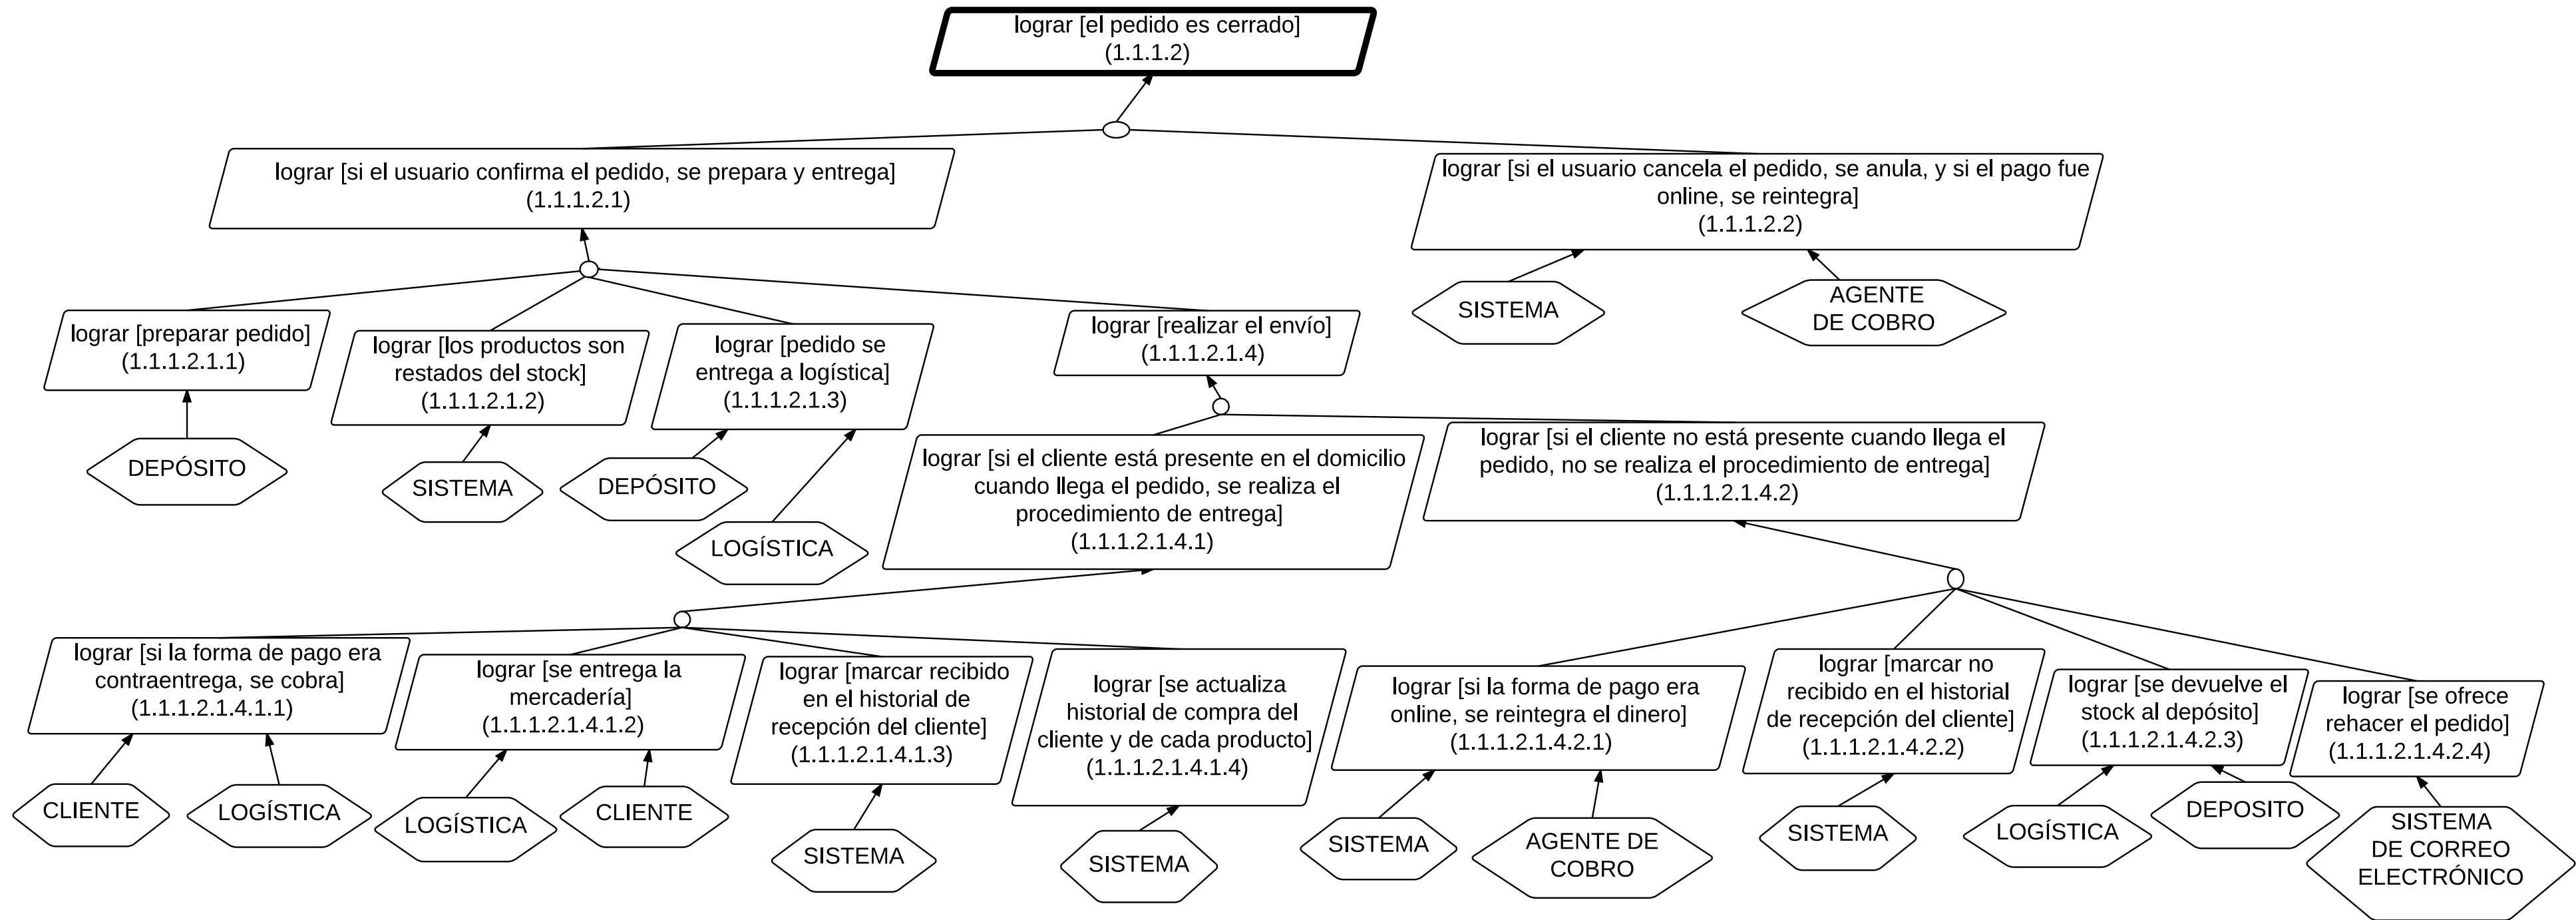 lograr [el pedido es cerrado]
(1.1.1.2)
lograr [si el usuario confirma el pedido, se prepara y entrega]
(1.1.1.2.1)
lograr [si el usuario cancela el pedido, se anula, y si el pago fue
online, se reintegra]
(1.1.1.2.2)
SISTEMA
AGENTE
DE COBRO
lograr [preparar pedido]
(1.1.1.2.1.1)
DEPÓSITO
lograr [los productos son
restados del stock]
(1.1.1.2.1.2)
SISTEMA
lograr [pedido se
entrega a logística]
(1.1.1.2.1.3)
DEPÓSITO
LOGÍSTICA
lograr [realizar el envío]
(1.1.1.2.1.4)
lograr [si el cliente está presente en el domicilio
cuando llega el pedido, se realiza el
procedimiento de entrega]
(1.1.1.2.1.4.1)
lograr [si el cliente no está presente cuando llega el
pedido, no se realiza el procedimiento de entrega]
(1.1.1.2.1.4.2)
lograr [si la forma de pago era
contraentrega, se cobra]
(1.1.1.2.1.4.1.1)
CLIENTE
LOGÍSTICA
lograr [se entrega la
mercadería]
(1.1.1.2.1.4.1.2)
LOGÍSTICA
CLIENTE
lograr [marcar recibido
en el historial de
recepción del cliente]
(1.1.1.2.1.4.1.3)
SISTEMA
lograr [se actualiza
historial de compra del
cliente y de cada producto]
(1.1.1.2.1.4.1.4)
SISTEMA
lograr [si la forma de pago era
online, se reintegra el dinero]
(1.1.1.2.1.4.2.1)
SISTEMA
AGENTE DE
COBRO
lograr [marcar no
recibido en el historial
de recepción del cliente]
(1.1.1.2.1.4.2.2)
SISTEMA
lograr [se devuelve el
stock al depósito]
(1.1.1.2.1.4.2.3)
LOGÍSTICA
DEPOSITO
lograr [se ofrece
rehacer el pedido]
(1.1.1.2.1.4.2.4)
SISTEMA
DE CORREO
ELECTRÓNICO